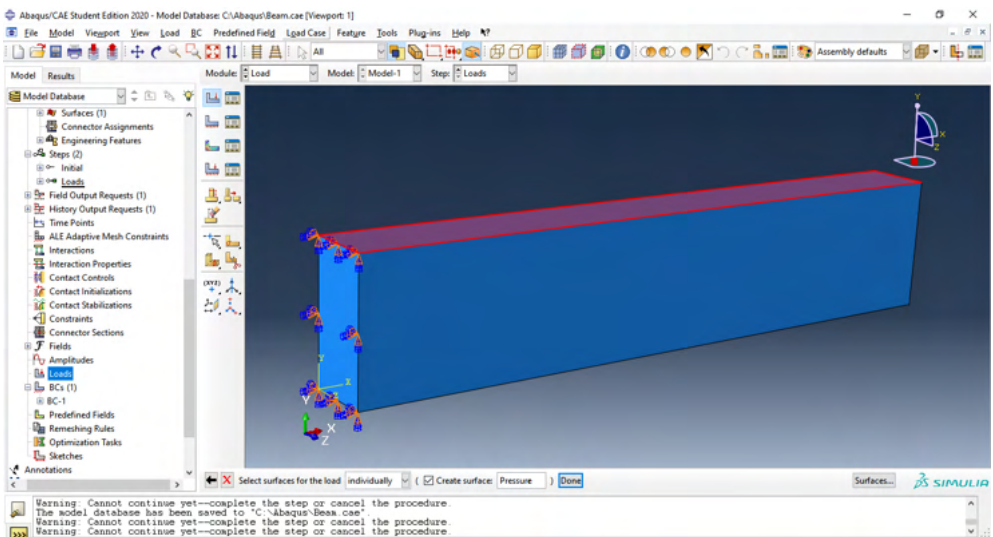 Abaqus/CAE Student Edition 2020 - Model Database: C:\Abaqus\Beam.cae [Viewport: 1]
File Model Viewport View Load BC Predefined Field Load Case Feature Tools Plug-ins Help
All Assembly defaults
Model Results Module: Load Model: Model-1 Step: Loads
Model Database
Surfaces (1)
Connector Assignments
Engineering Features
Steps (2)
Initial
Loads
Field Output Requests (1)
History Output Requests (1)
Time Points
ALE Adaptive Mesh Constraints
Interactions
Interaction Properties
Contact Controls
Contact Initializations
Contact Stabilizations
Constraints
Connector Sections
Fields
Amplitudes
Loads
BCs (1)
BC-1
Predefined Fields
Remeshing Rules
Optimization Tasks
Sketches
Annotations
(XYZ)
Y
X
Z
Y
X
Y
X
Z
Select surfaces for the load individually ( Create surface: Pressure ) Done Surfaces... SIMULIA
Warning: Cannot continue yet--complete the step or cancel the procedure.
The model database has been saved to "C:\Abaqus\Beam.cae".
Warning: Cannot continue yet--complete the step or cancel the procedure.
Warning: Cannot continue yet--complete the step or cancel the procedure.